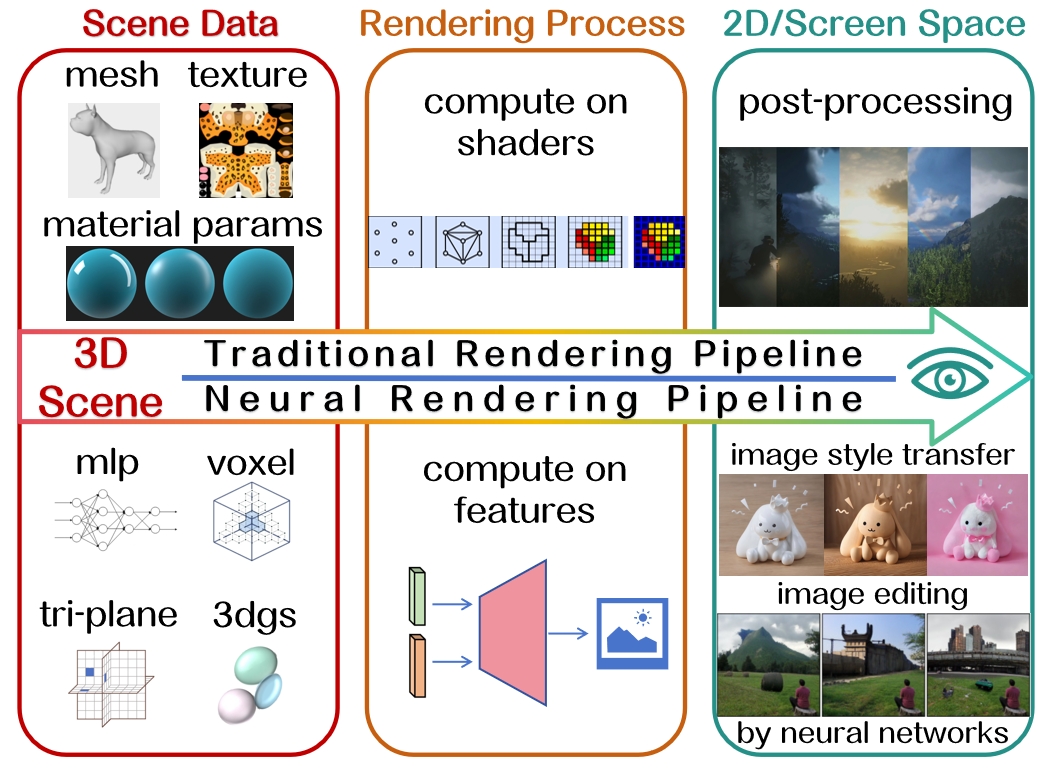 Scene Data
Rendering Process
2D/Screen Space
mesh
texture
material params
compute on
shaders
post-processing
3D
Scene
Traditional Rendering Pipeline
Neural Rendering Pipeline
mlp
voxel
tri-plane
3dgs
compute on
features
image style transfer
image editing
by neural networks